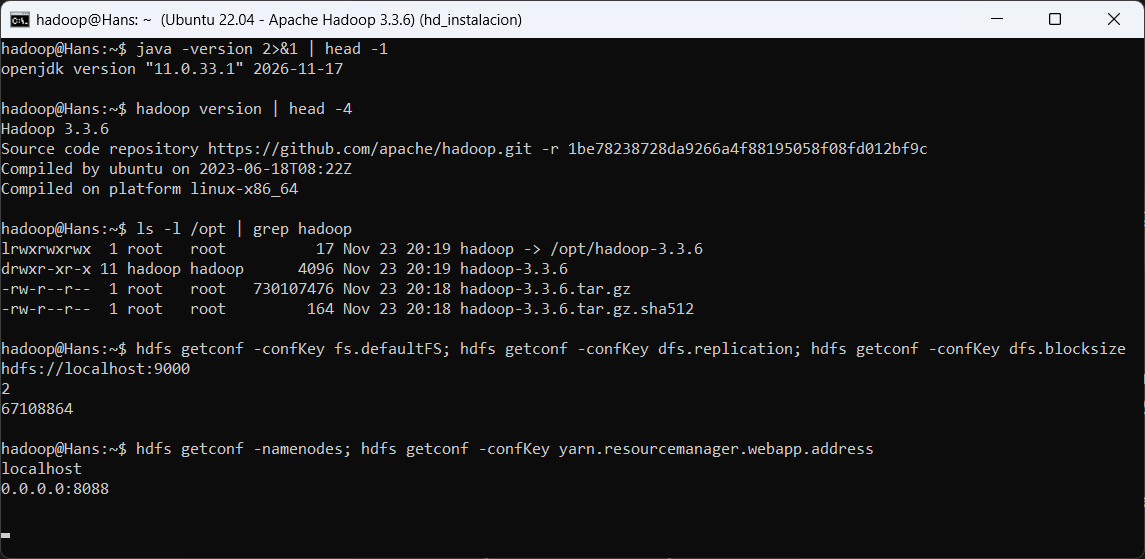 hadoop@Hans: ~  (Ubuntu 22.04 - Apache Hadoop 3.3.6) (hd_instalacion)
hadoop@Hans:~$ java -version 2>&1 | head -1
openjdk version "11.0.33.1" 2026-11-17
hadoop@Hans:~$ hadoop version | head -4
Hadoop 3.3.6
Source code repository https://github.com/apache/hadoop.git -r 1be78238728da9266a4f88195058f08fd012bf9c
Compiled by ubuntu on 2023-06-18T08:22Z
Compiled on platform linux-x86_64
hadoop@Hans:~$ ls -l /opt | grep hadoop
lrwxrwxrwx  1 root   root          17 Nov 23 20:19 hadoop -> /opt/hadoop-3.3.6
drwxr-xr-x 11 hadoop hadoop      4096 Nov 23 20:19 hadoop-3.3.6
-rw-r--r--  1 root   root   730107476 Nov 23 20:18 hadoop-3.3.6.tar.gz
-rw-r--r--  1 root   root         164 Nov 23 20:18 hadoop-3.3.6.tar.gz.sha512
hadoop@Hans:~$ hdfs getconf -confKey fs.defaultFS; hdfs getconf -confKey dfs.replication; hdfs getconf -confKey dfs.blocksize
hdfs://localhost:9000
2
67108864
hadoop@Hans:~$ hdfs getconf -namenodes; hdfs getconf -confKey yarn.resourcemanager.webapp.address
localhost
0.0.0.0:8088